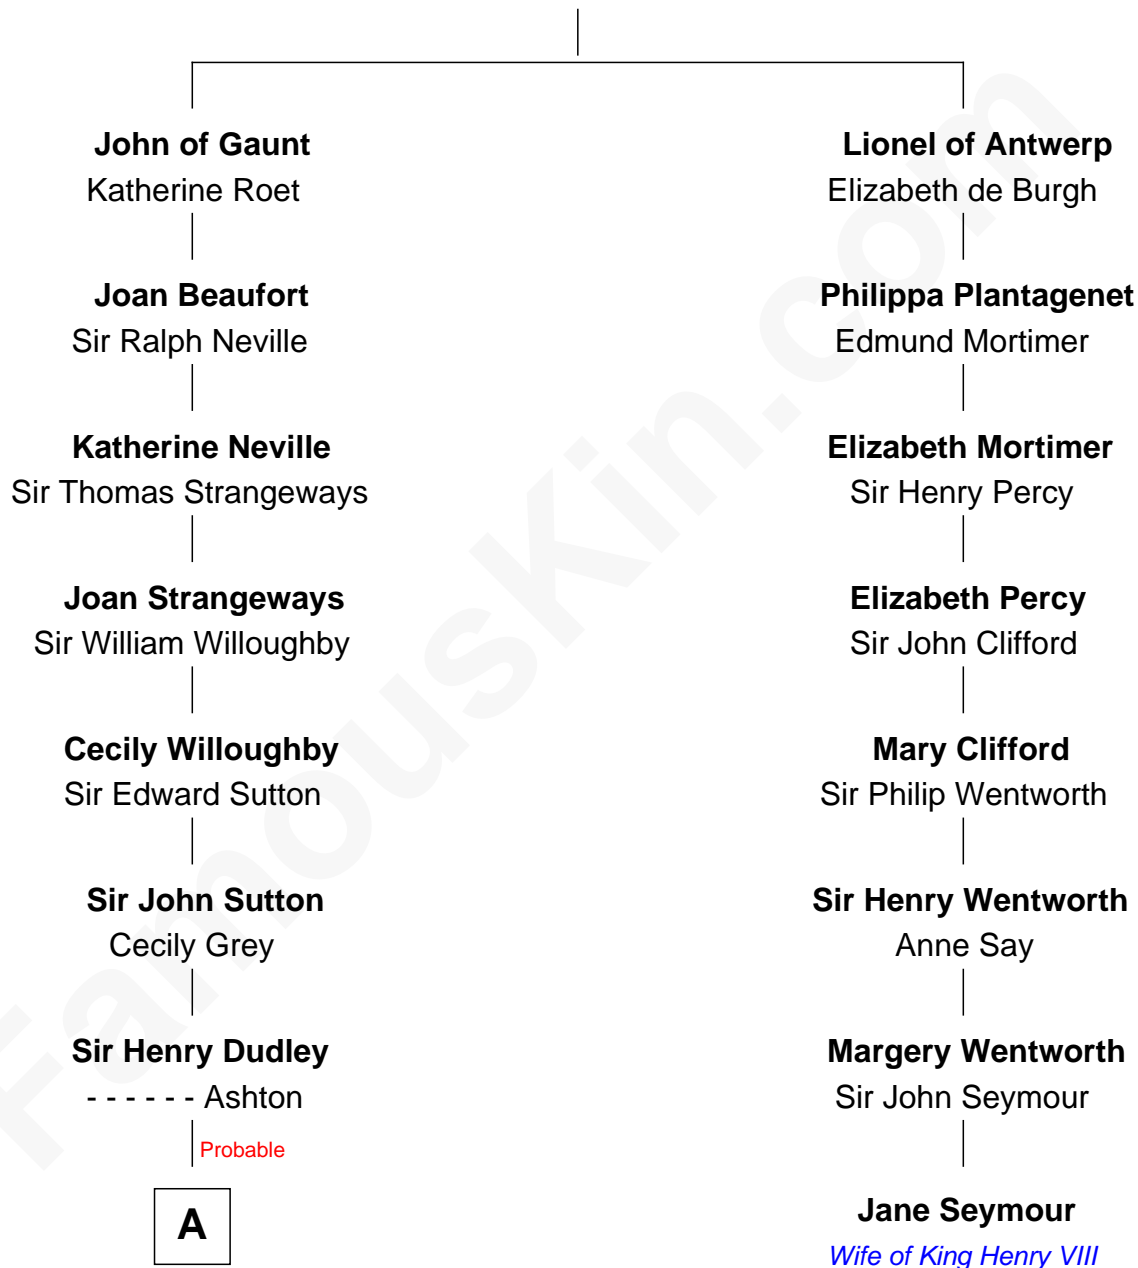 John of Gaunt
Katherine Roet
Joan Beaufort
Sir Ralph Neville
Katherine Neville
Sir Thomas Strangeways
Joan Strangeways
Sir William Willoughby
Cecily Willoughby
Sir Edward Sutton
Sir John Sutton
Cecily Grey
Sir Henry Dudley
- - - - - - Ashton
Probable
A
Lionel of Antwerp
Elizabeth de Burgh
Philippa Plantagenet
Edmund Mortimer
Elizabeth Mortimer
Sir Henry Percy
Elizabeth Percy
Sir John Clifford
Mary Clifford
Sir Philip Wentworth
Sir Henry Wentworth
Anne Say
Margery Wentworth
Sir John Seymour
Jane Seymour
Wife of King Henry VIII
FamousKin.com